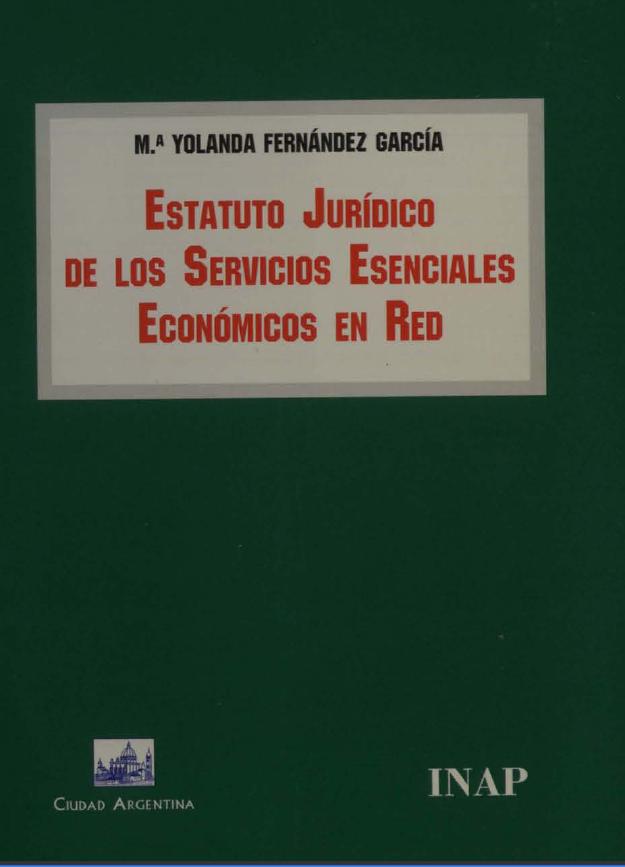 M.ª YOLANDA FERNÁNDEZ GARCÍA
ESTATUTO JURÍDICO
DE LOS SERVICIOS ESENCIALES
ECONÓMICOS EN RED
CIUDAD ARGENTINA
INAP